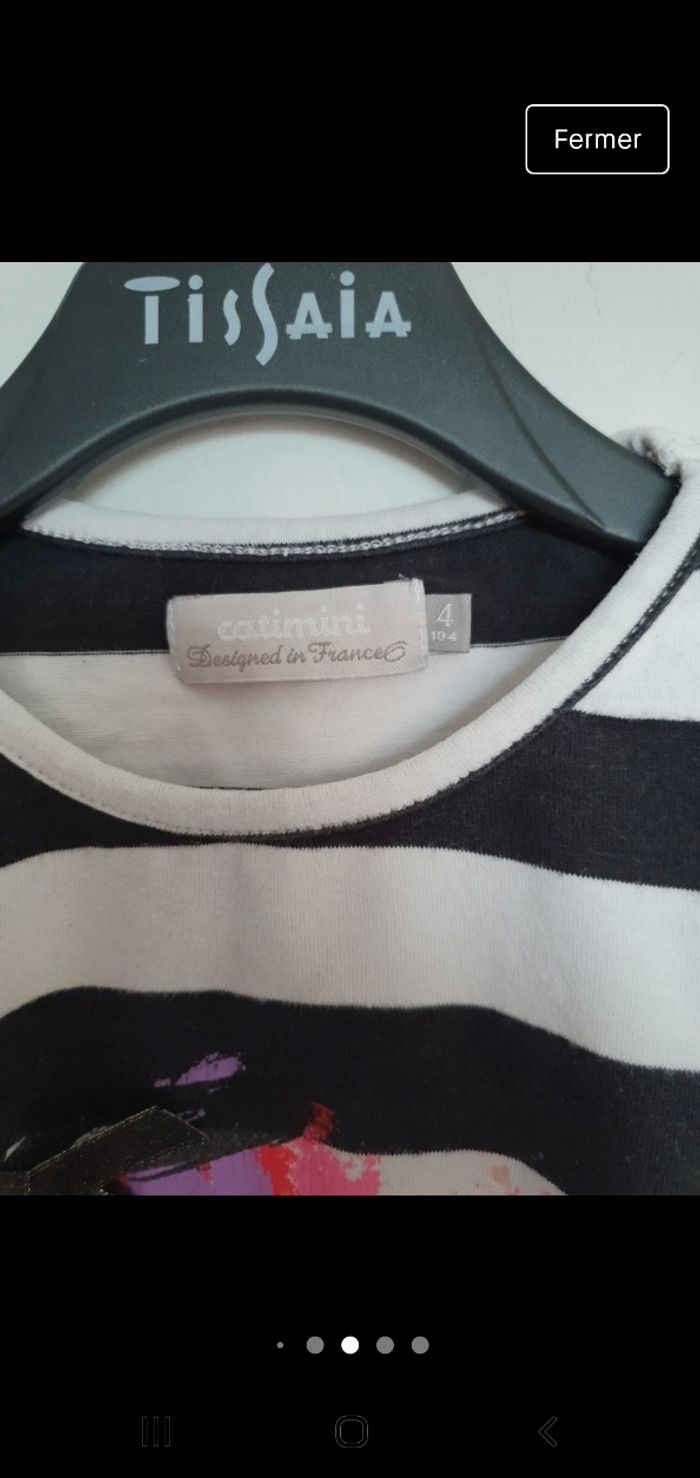 Fermer
TissAiA
catimini
Designed in France
4
104